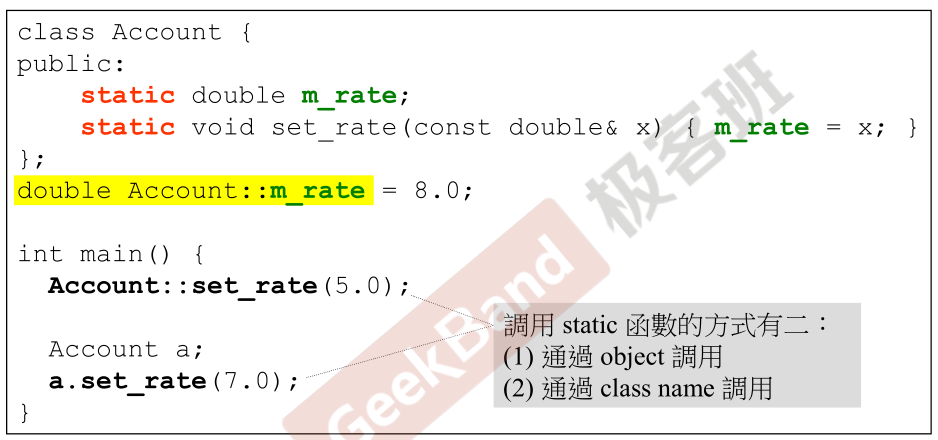 class Account {
public:
    static double m_rate;
    static void set_rate(const double& x) { m_rate = x; }
};
double Account::m_rate = 8.0;
int main() {
  Account::set_rate(5.0);
  Account a;
  a.set_rate(7.0);
}
調用 static 函數的方式有二：
(1) 通過 object 調用
(2) 通過 class name 調用
GeekBand 极客班